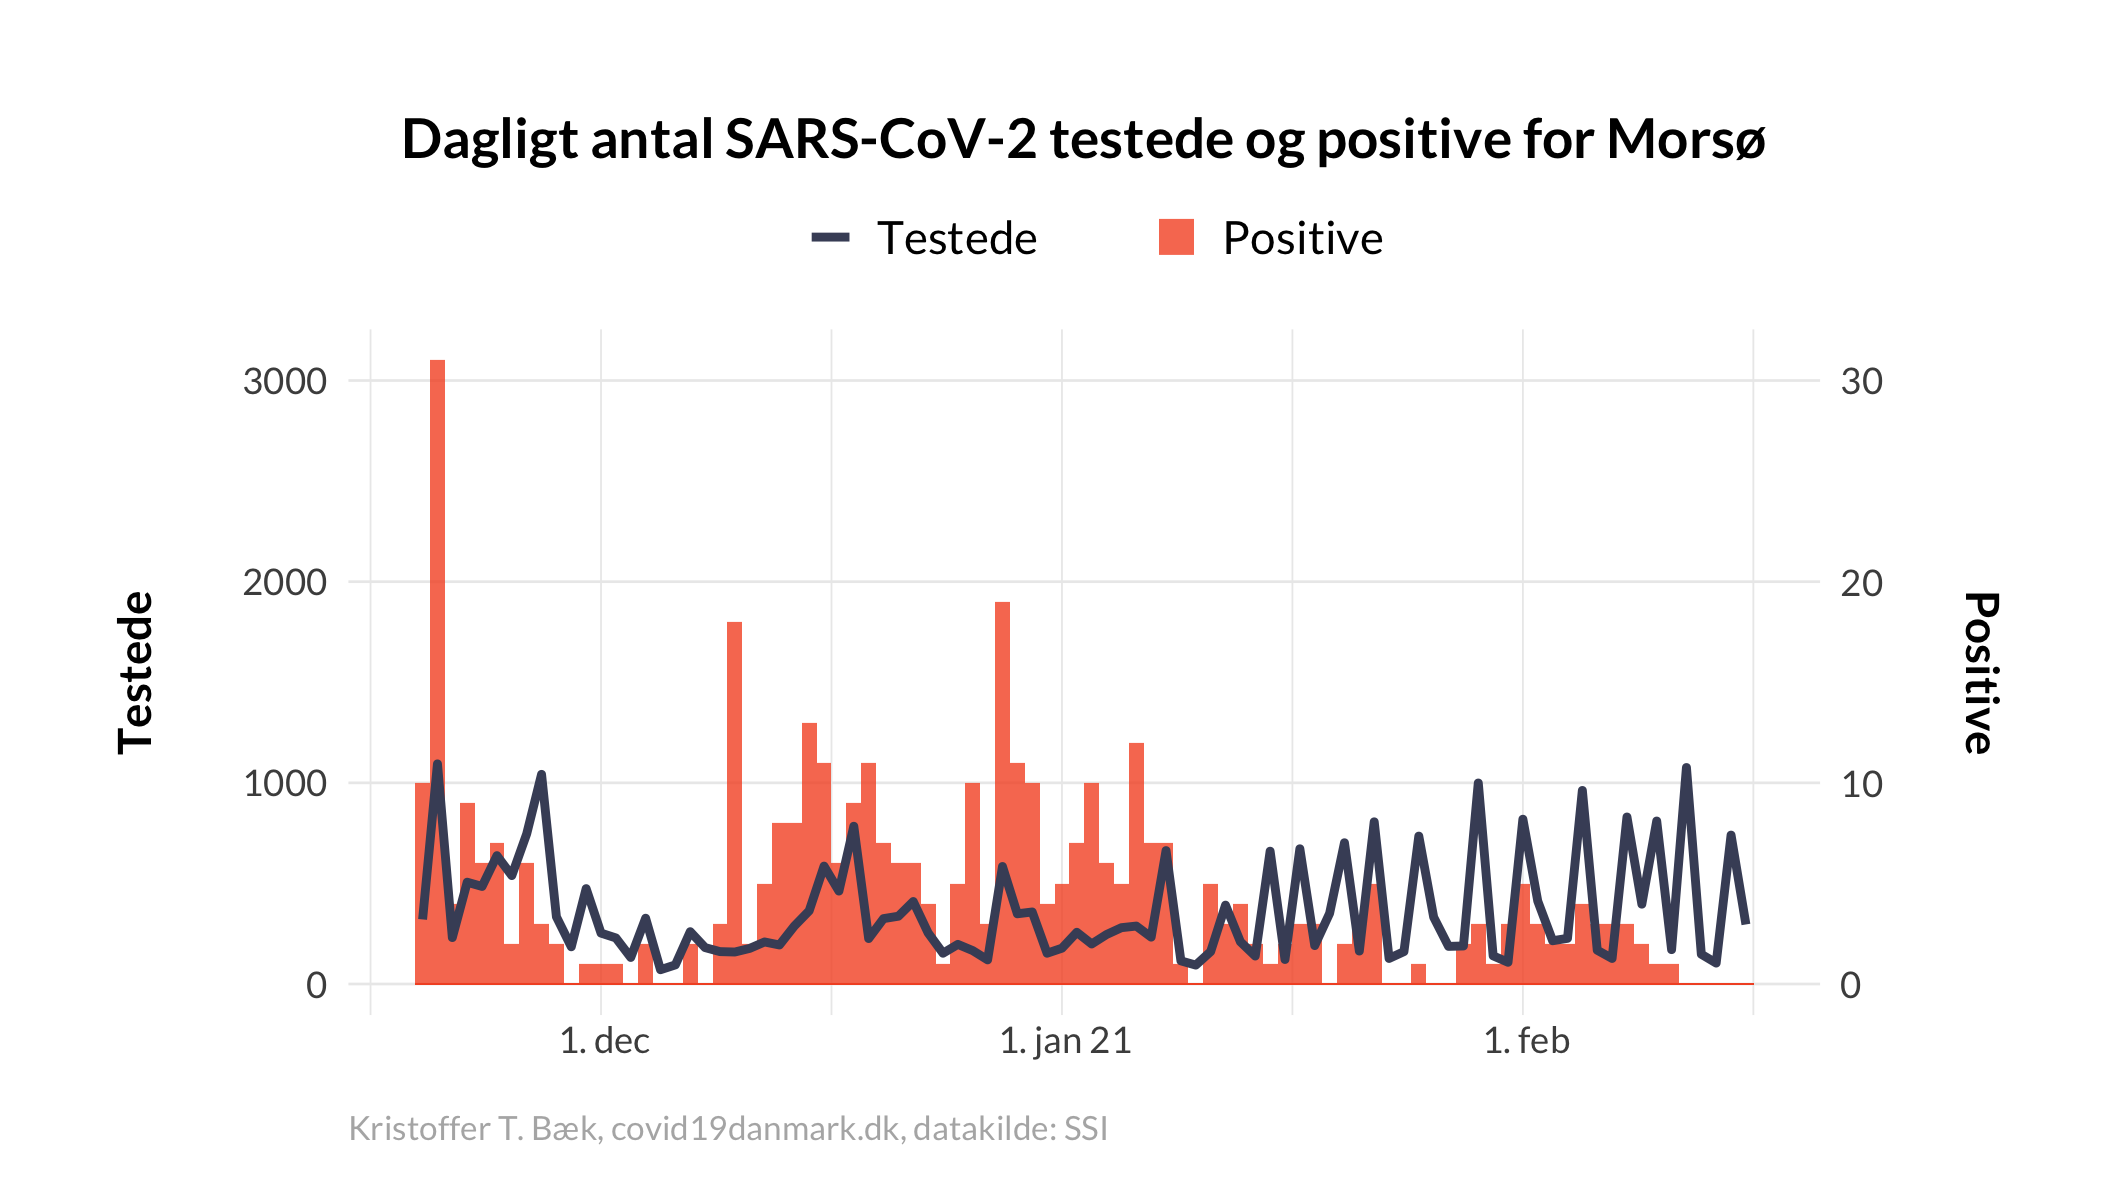 Dagligt antal SARS-CoV-2 testede og positive for Morsø
Testede
Positive
3000
2000
1000
0
30
20
10
0
Testede
Positive
1. dec
1. jan 21
1. feb
Kristoffer T. Bæk, covid19danmark.dk, datakilde: SSI